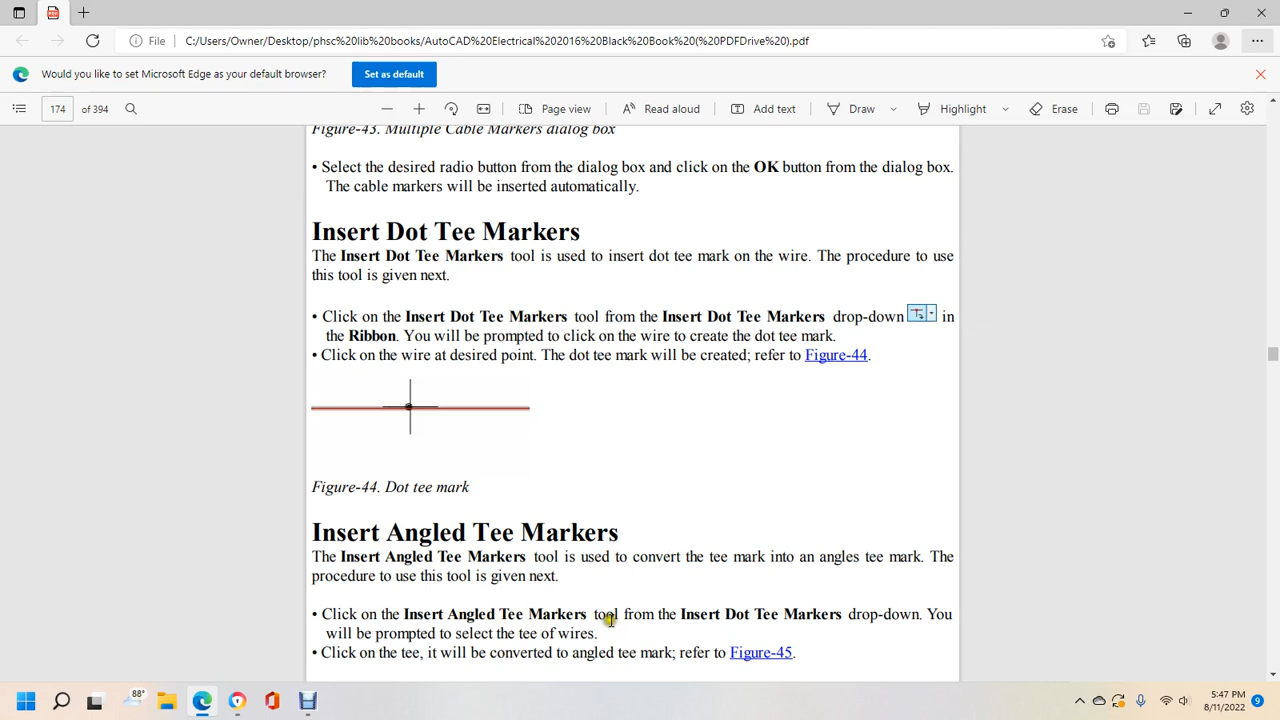 File
C:/Users/Owner/Desktop/phsc%20lib%20books/AutoCAD%20Electrical%202016%20Black%20Book%20(%20PDFDrive%20).pdf
Would you like to set Microsoft Edge as your default browser?
Set as default
174 of 394
Page view
Read aloud
Add text
Draw
Highlight
Erase
Figure-43. Multiple Cable Markers dialog box
• Select the desired radio button from the dialog box and click on the OK button from the dialog box.
The cable markers will be inserted automatically.
Insert Dot Tee Markers
The Insert Dot Tee Markers tool is used to insert dot tee mark on the wire. The procedure to use
this tool is given next.
• Click on the Insert Dot Tee Markers tool from the Insert Dot Tee Markers drop-down in
the Ribbon. You will be prompted to click on the wire to create the dot tee mark.
• Click on the wire at desired point. The dot tee mark will be created; refer to Figure-44.
Figure-44. Dot tee mark
Insert Angled Tee Markers
The Insert Angled Tee Markers tool is used to convert the tee mark into an angles tee mark. The
procedure to use this tool is given next.
• Click on the Insert Angled Tee Markers tool from the Insert Dot Tee Markers drop-down. You
will be prompted to select the tee of wires.
• Click on the tee, it will be converted to angled tee mark; refer to Figure-45.
88°
5:47 PM
8/11/2022
9